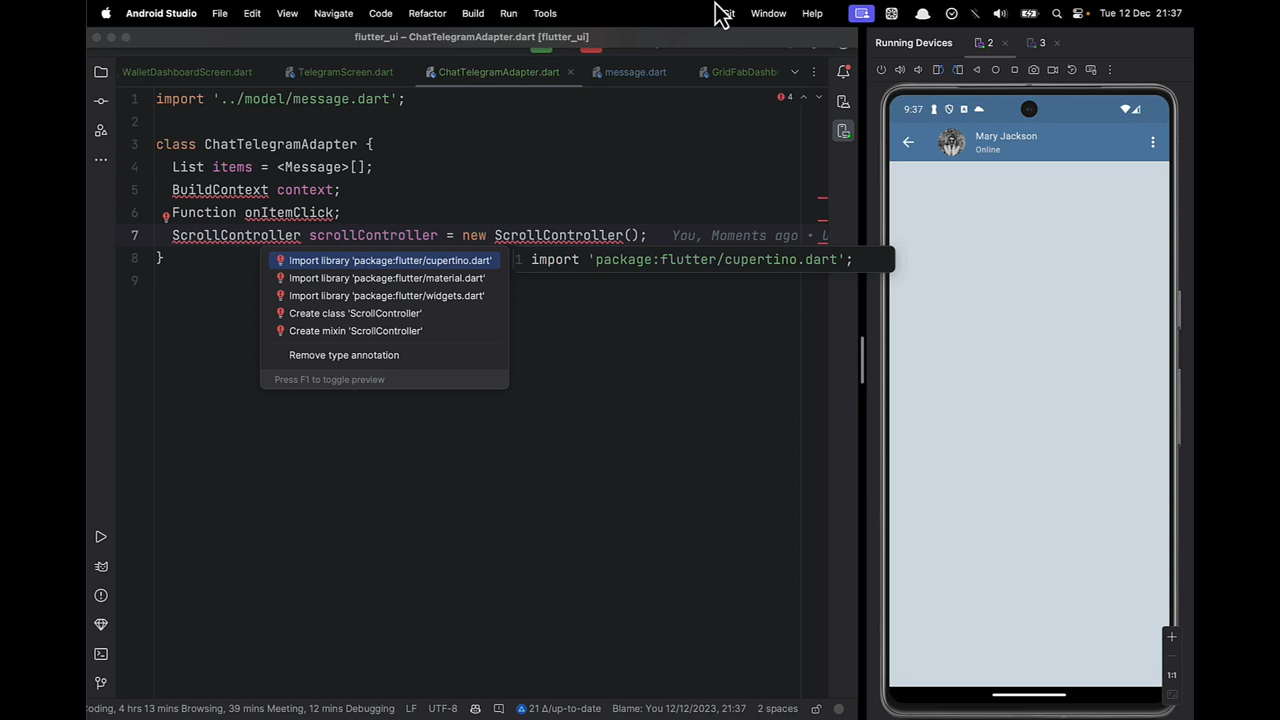 Android Studio File Edit View Navigate Code Refactor Build Run Tools Window Help Tue 12 Dec 21:37
flutter_ui – ChatTelegramAdapter.dart [flutter_ui]
Running Devices 2 3
WalletDashboardScreen.dart TelegramScreen.dart ChatTelegramAdapter.dart message.dart GridFabDashb
1 import '../model/message.dart';
4
2
3 class ChatTelegramAdapter {
4 List items = <Message>[];
5 BuildContext context;
6 Function onItemClick;
7 ScrollController scrollController = new ScrollController(); You, Moments ago •
8 }
9
Import library 'package:flutter/cupertino.dart'
Import library 'package:flutter/material.dart'
Import library 'package:flutter/widgets.dart'
Create class 'ScrollController'
Create mixin 'ScrollController'
Remove type annotation
Press F1 to toggle preview
1 import 'package:flutter/cupertino.dart';
9:37
Mary Jackson
Online
1:1
oding, 4 hrs 13 mins Browsing, 39 mins Meeting, 12 mins Debugging LF UTF-8 21 Δ/up-to-date Blame: You 12/12/2023, 21:37 2 spaces